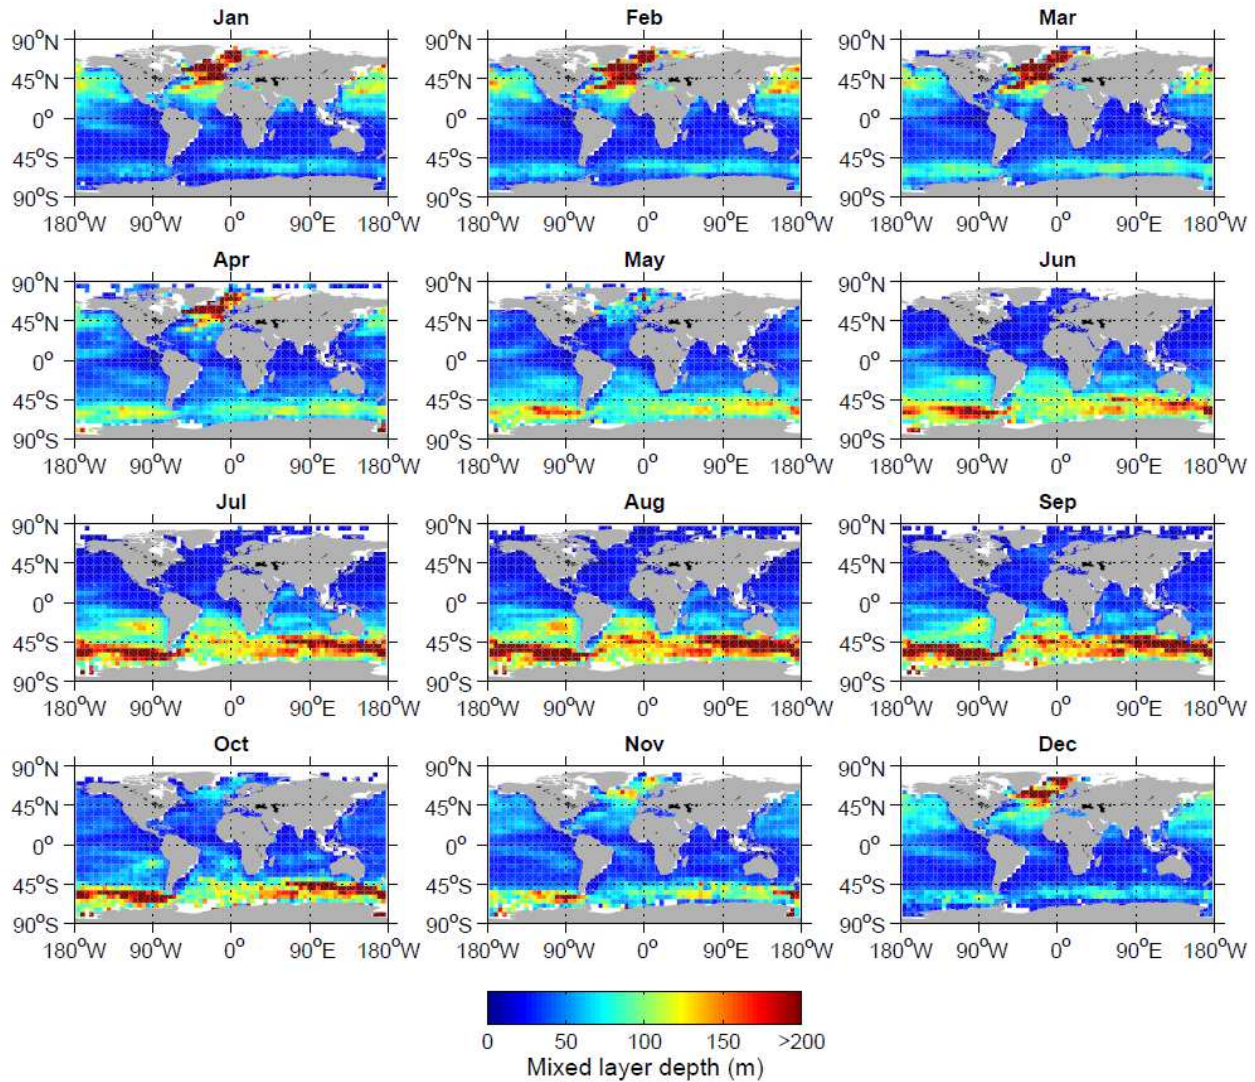 Jan Feb Mar
90°N 90°N 90°N
45°N 45°N 45°N
0° 0° 0°
45°S 45°S 45°S
90°S 90°S 90°S
180°W 90°W 0° 90°E 180°W 180°W 90°W 0° 90°E 180°W 180°W 90°W 0° 90°E 180°W
Apr May Jun
90°N 90°N 90°N
45°N 45°N 45°N
0° 0° 0°
45°S 45°S 45°S
90°S 90°S 90°S
180°W 90°W 0° 90°E 180°W 180°W 90°W 0° 90°E 180°W 180°W 90°W 0° 90°E 180°W
Jul Aug Sep
90°N 90°N 90°N
45°N 45°N 45°N
0° 0° 0°
45°S 45°S 45°S
90°S 90°S 90°S
180°W 90°W 0° 90°E 180°W 180°W 90°W 0° 90°E 180°W 180°W 90°W 0° 90°E 180°W
Oct Nov Dec
90°N 90°N 90°N
45°N 45°N 45°N
0° 0° 0°
45°S 45°S 45°S
90°S 90°S 90°S
180°W 90°W 0° 90°E 180°W 180°W 90°W 0° 90°E 180°W 180°W 90°W 0° 90°E 180°W
0 50 100 150 >200
Mixed layer depth (m)